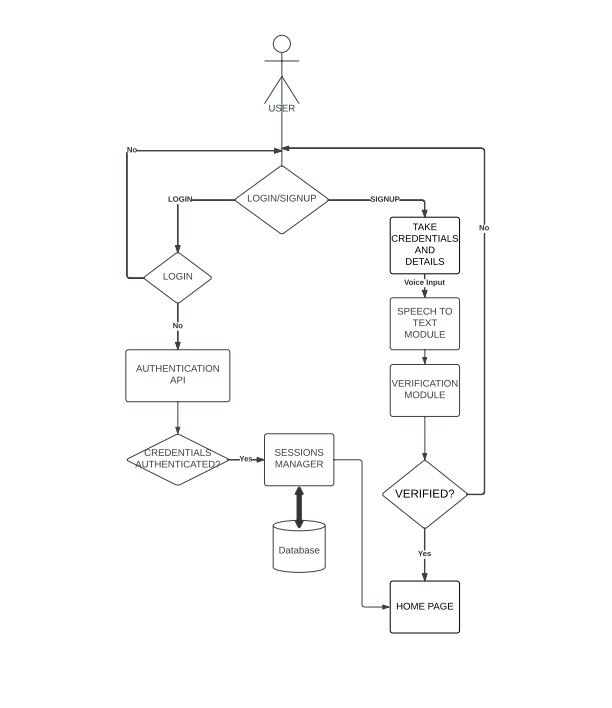 USER
No
LOGIN/SIGNUP
LOGIN
SIGNUP
No
TAKE
CREDENTIALS
AND
DETAILS
LOGIN
Voice Input
SPEECH TO
TEXT
MODULE
No
AUTHENTICATION
API
VERIFICATION
MODULE
CREDENTIALS
AUTHENTICATED?
Yes
SESSIONS
MANAGER
VERIFIED?
Database
Yes
HOME PAGE